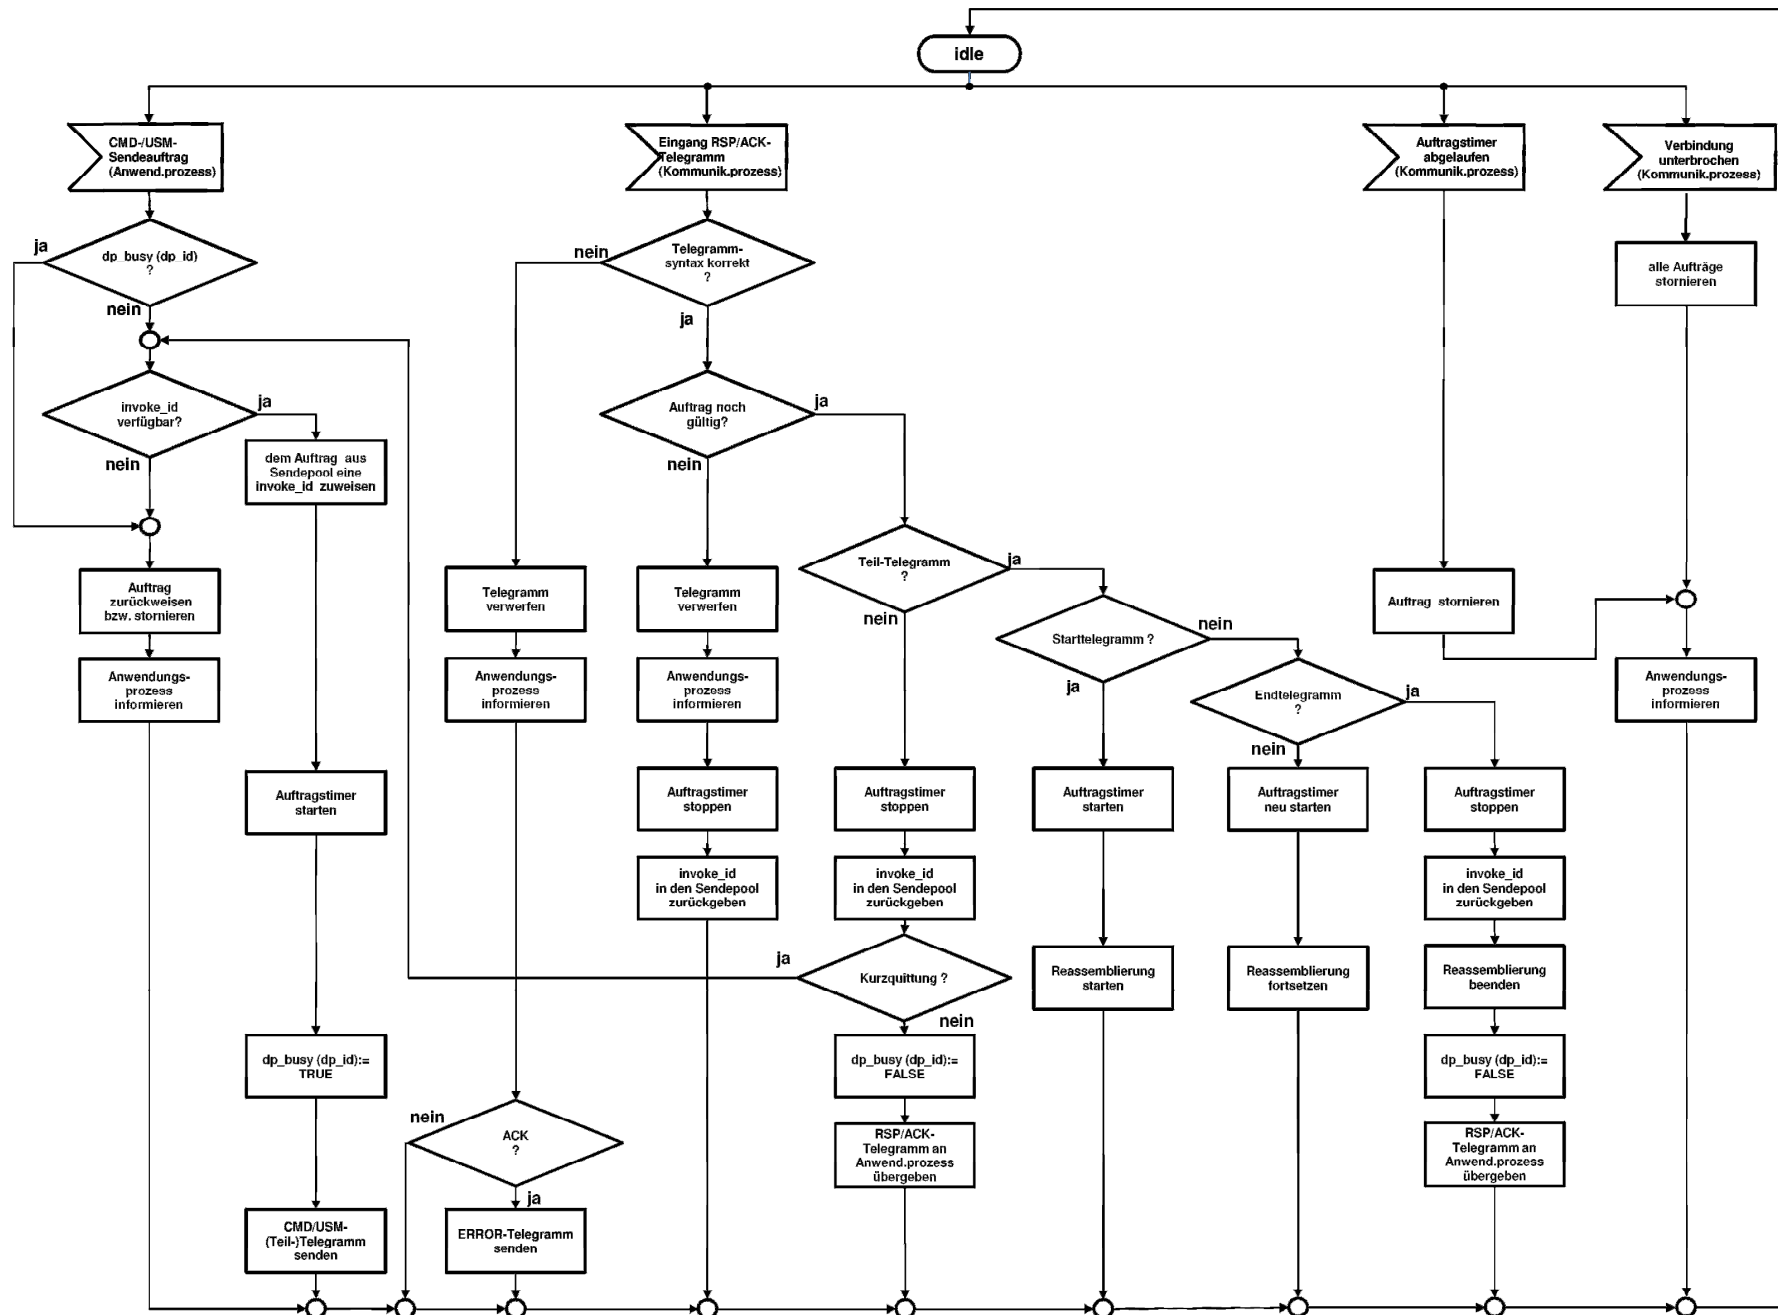 idle
CMD-/USM-
Sendeauftrag
(Anwend.prozess)
Eingang RSP/ACK-
Telegramm
(Kommunik.prozess)
Auftragstimer
abgelaufen
(Kommunik.prozess)
Verbindung
unterbrochen
(Kommunik.prozess)
ja
dp_busy (dp_id)
?
nein
nein
Telegramm-
syntax korrekt
?
ja
alle Aufträge
stornieren
invoke_id
verfügbar?
ja
nein
Auftrag noch
gültig?
ja
nein
dem Auftrag aus
Sendepool eine
invoke_id zuweisen
Auftrag
zurückweisen
bzw. stornieren
Telegramm
verwerfen
Telegramm
verwerfen
Teil-Telegramm
?
ja
nein
Auftrag stornieren
Starttelegramm ?
nein
ja
Anwendungs-
prozess
informieren
Anwendungs-
prozess
informieren
Anwendungs-
prozess
informieren
Endtelegramm
?
ja
nein
Anwendungs-
prozess
informieren
Auftragstimer
starten
Auftragstimer
stoppen
Auftragstimer
stoppen
Auftragstimer
starten
Auftragstimer
neu starten
Auftragstimer
stoppen
invoke_id
in den Sendepool
zurückgeben
invoke_id
in den Sendepool
zurückgeben
invoke_id
in den Sendepool
zurückgeben
ja
Kurzquittung ?
nein
Reassemblierung
starten
Reassemblierung
fortsetzen
Reassemblierung
beenden
dp_busy (dp_id):=
TRUE
dp_busy (dp_id):=
FALSE
dp_busy (dp_id):=
FALSE
nein
ACK
?
ja
RSP/ACK-
Telegramm an
Anwend.prozess
übergeben
RSP/ACK-
Telegramm an
Anwend.prozess
übergeben
CMD/USM-
(Teil-)Telegramm
senden
ERROR-Telegramm
senden